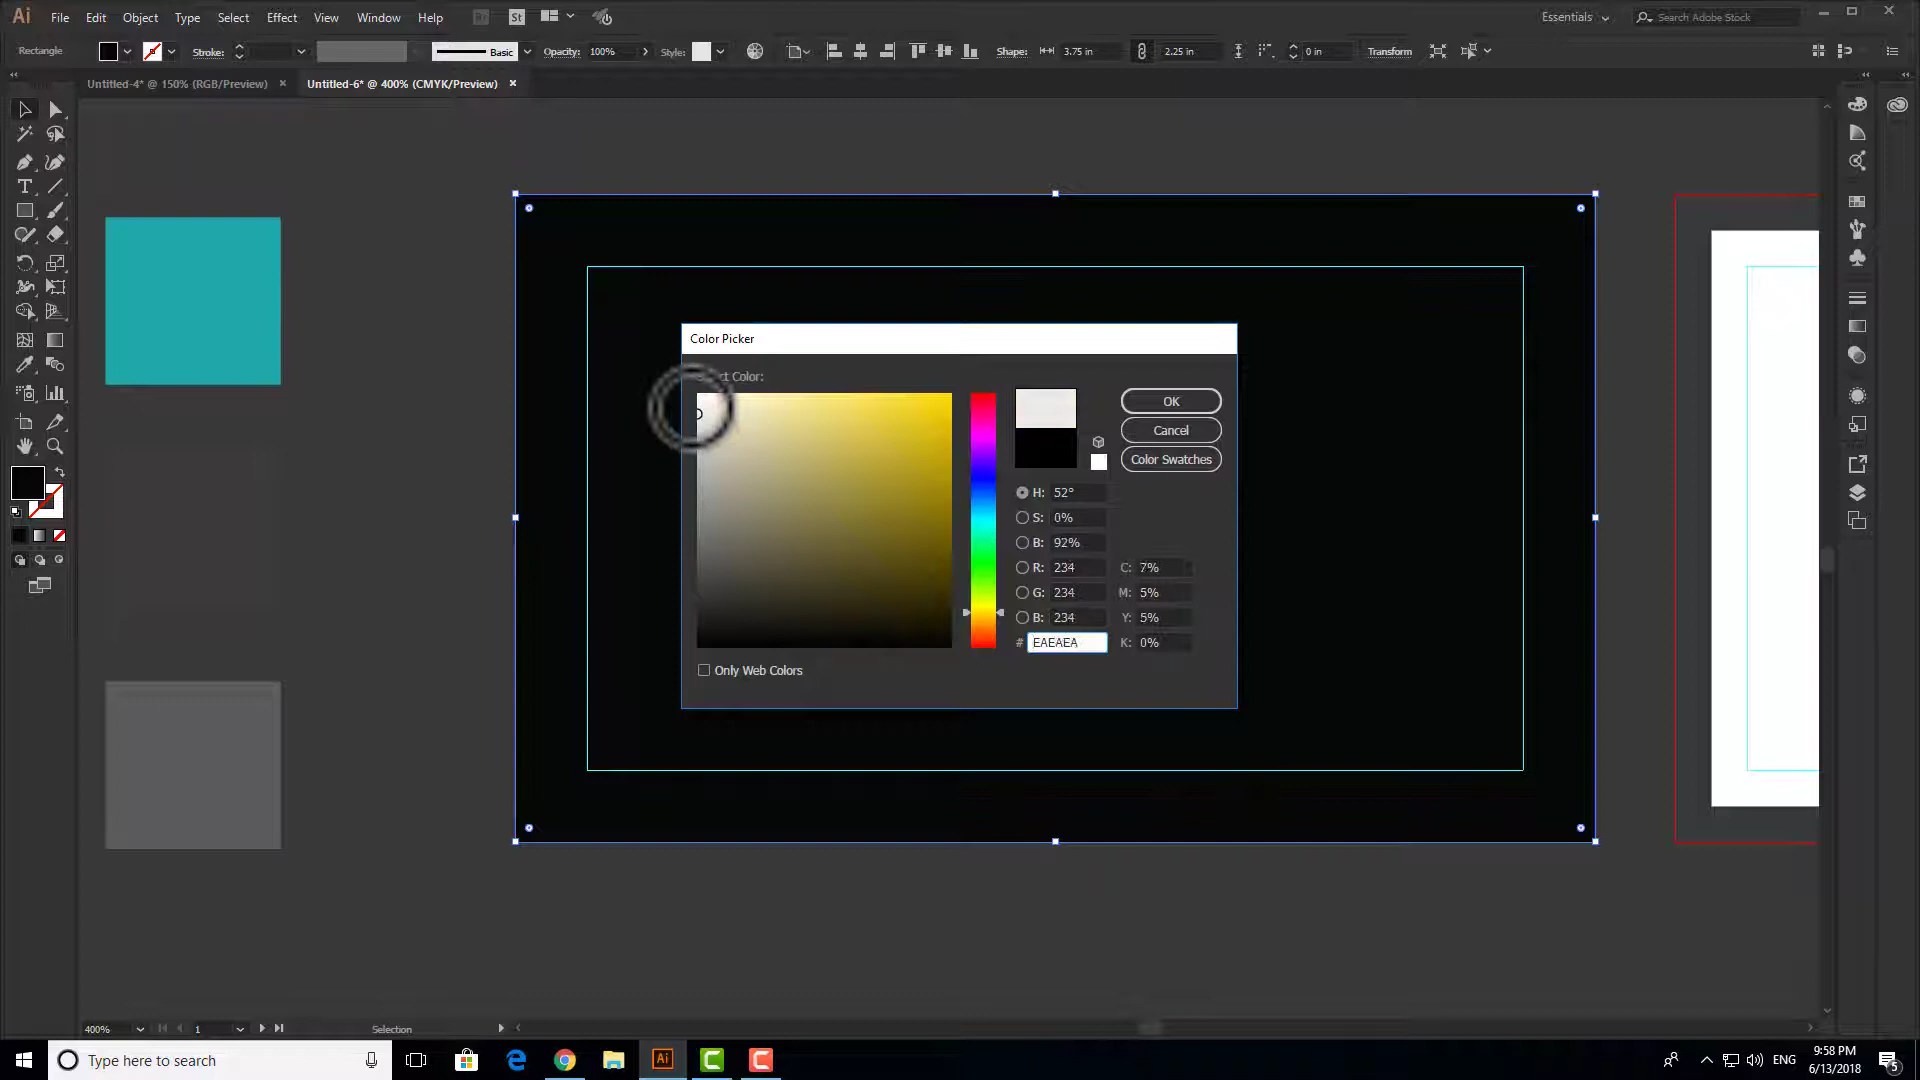 Ai File Edit Object Type Select Effect View Window Help Br St Essentials Search Adobe Stock
Rectangle Stroke: Basic Opacity: 100% Style: Shape: 3.75 in 2.25 in 0 in Transform
Untitled-4* @ 150% (RGB/Preview) × Untitled-6* @ 400% (CMYK/Preview) ×
Color Picker
ct Color:
OK
Cancel
Color Swatches
H: 52°
S: 0%
B: 92%
R: 234 C: 7%
G: 234 M: 5%
B: 234 Y: 5%
# EAEAEA K: 0%
Only Web Colors
400% 1 Selection
Type here to search Ai ENG 9:58 PM
6/13/2018 5